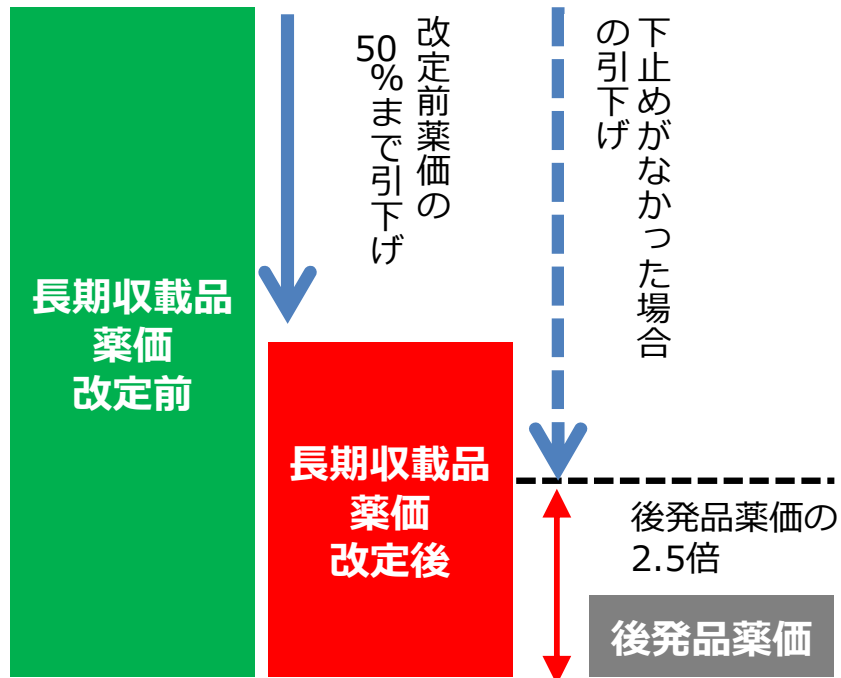 改定前薬価の
50%まで引下げ
下止めがなかった場合
の引下げ
長期収載品
薬価
改定前
長期収載品
薬価
改定後
後発品薬価の
2.5倍
後発品薬価